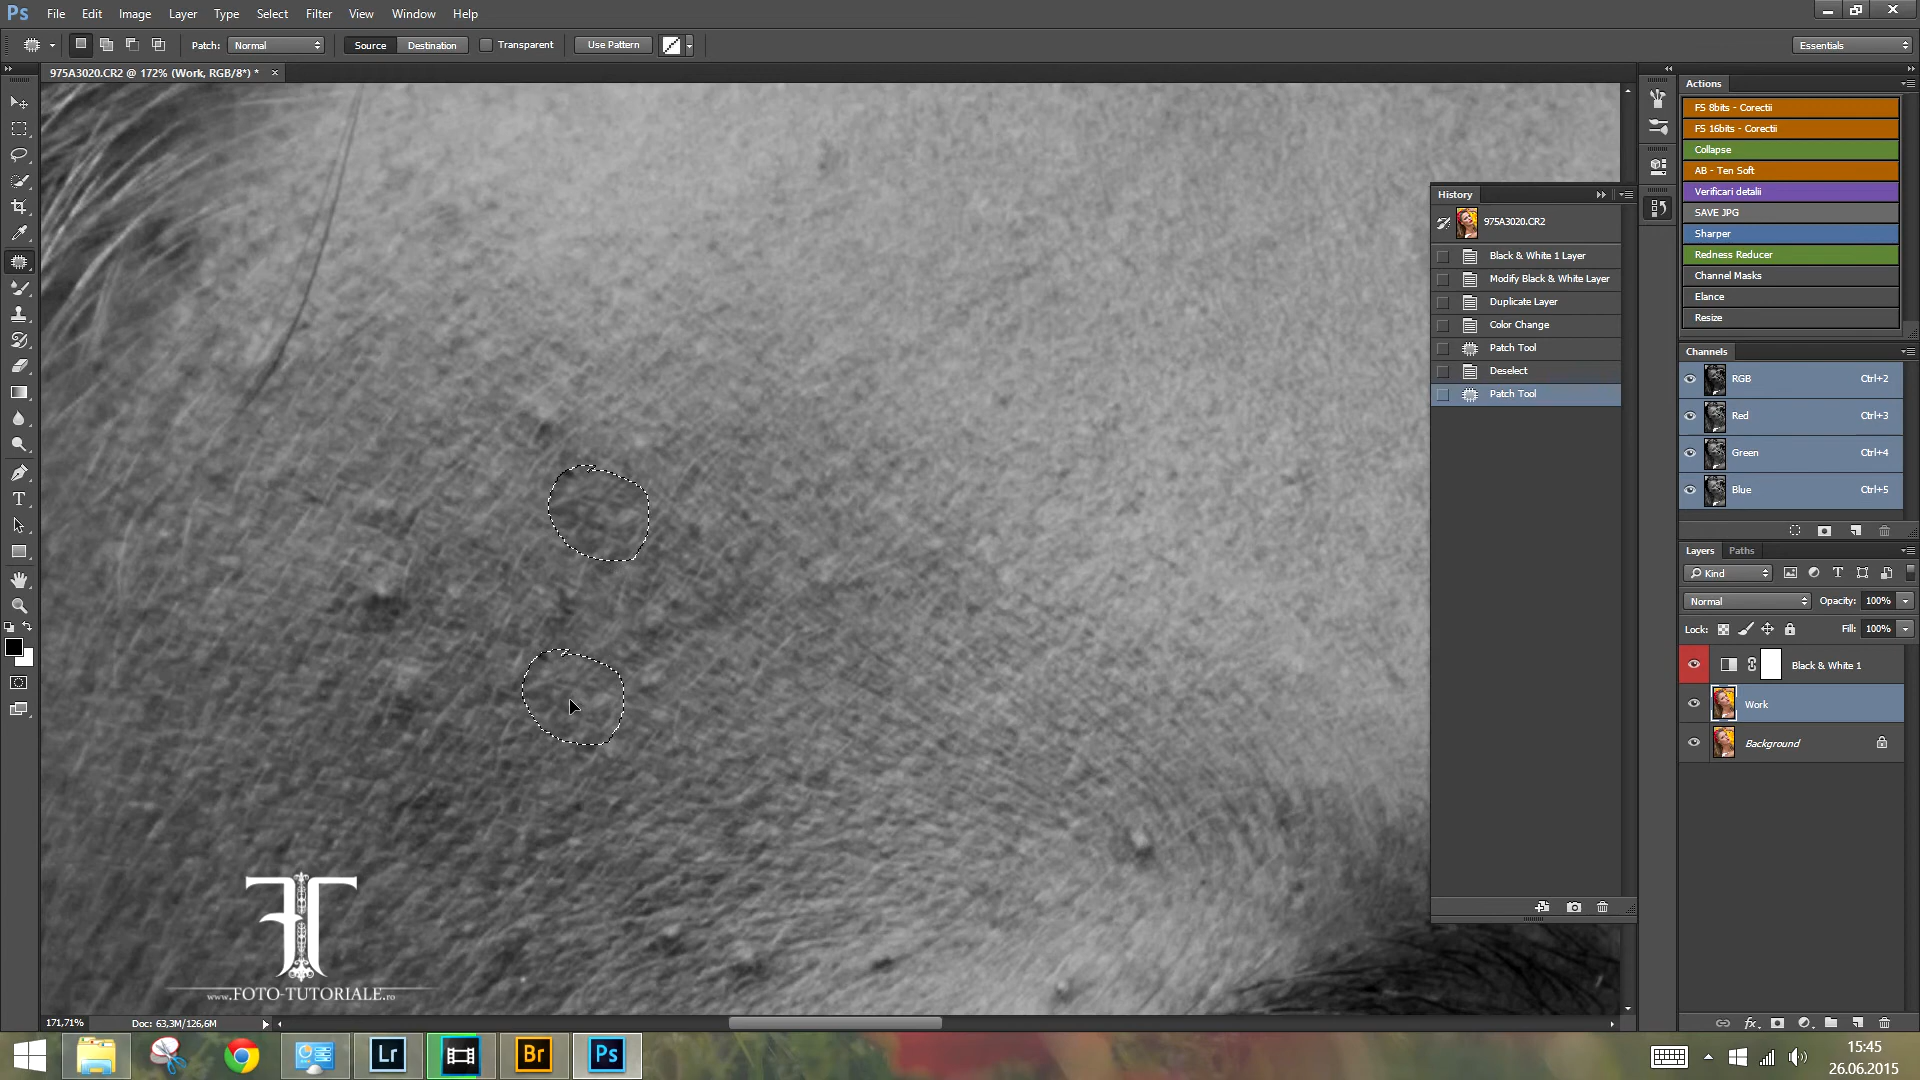 Ps File Edit Image Layer Type Select Filter View Window Help
Patch: Normal Source Destination Transparent Use Pattern Essentials
975A3020.CR2 @ 172% (Work, RGB/8*) * ×
History
975A3020.CR2
Black & White 1 Layer
Modify Black & White Layer
Duplicate Layer
Color Change
Patch Tool
Deselect
Patch Tool
Actions
FS 8bits - Corectii
FS 16bits - Corectii
Collapse
AB - Ten Soft
Verificari detalii
SAVE JPG
Sharper
Redness Reducer
Channel Masks
Elance
Resize
Channels
RGB Ctrl+2
Red Ctrl+3
Green Ctrl+4
Blue Ctrl+5
Layers Paths
Kind
Normal Opacity: 100%
Lock: Fill: 100%
Black & White 1
Work
Background
FT
www.FOTO-TUTORIALE.ro
171,71% Doc: 63,3M/126,6M
Lr Br Ps
15:45
26.06.2015